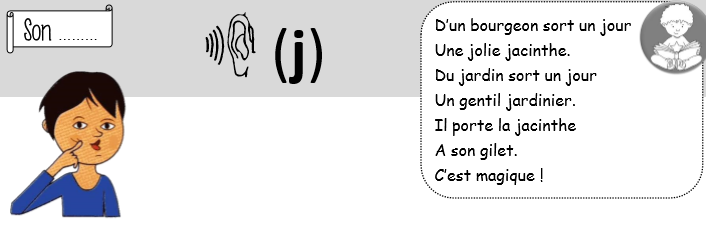 Son ………
(j)
D'un bourgeon sort un jour
Une jolie jacinthe.
Du jardin sort un jour
Un gentil jardinier.
Il porte la jacinthe
A son gilet.
C'est magique !